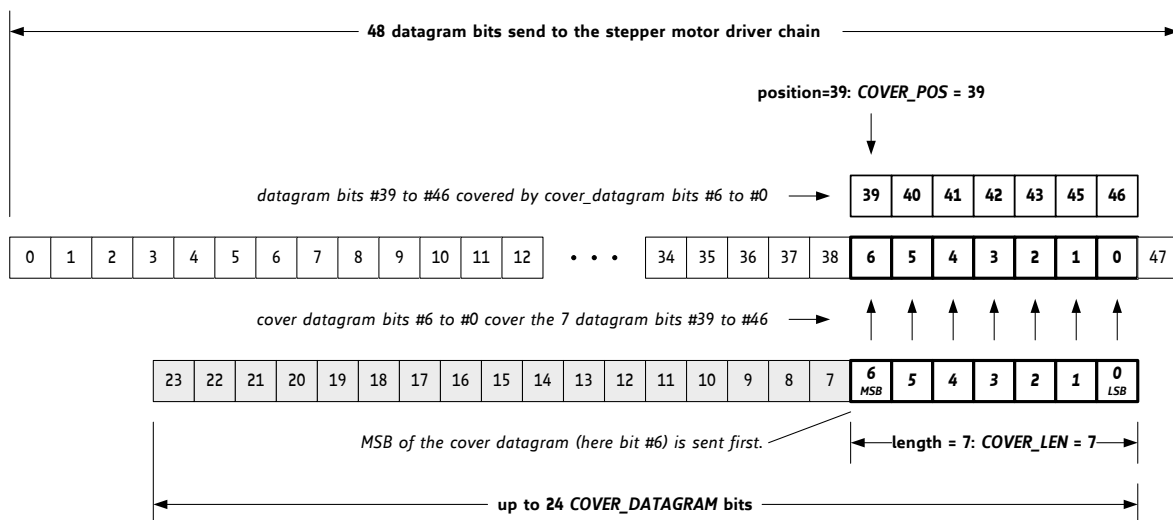 48 datagram bits send to the stepper motor driver chain
position=39: COVER_POS = 39
datagram bits #39 to #46 covered by cover_datagram bits #6 to #0
39 40 41 42 43 45 46
0 1 2 3 4 5 6 7 8 9 10 11 12 • • • 34 35 36 37 38 6 5 4 3 2 1 0 47
cover datagram bits #6 to #0 cover the 7 datagram bits #39 to #46
23 22 21 20 19 18 17 16 15 14 13 12 11 10 9 8 7 6 5 4 3 2 1 0
MSB LSB
MSB of the cover datagram (here bit #6) is sent first.
length = 7: COVER_LEN = 7
up to 24 COVER_DATAGRAM bits